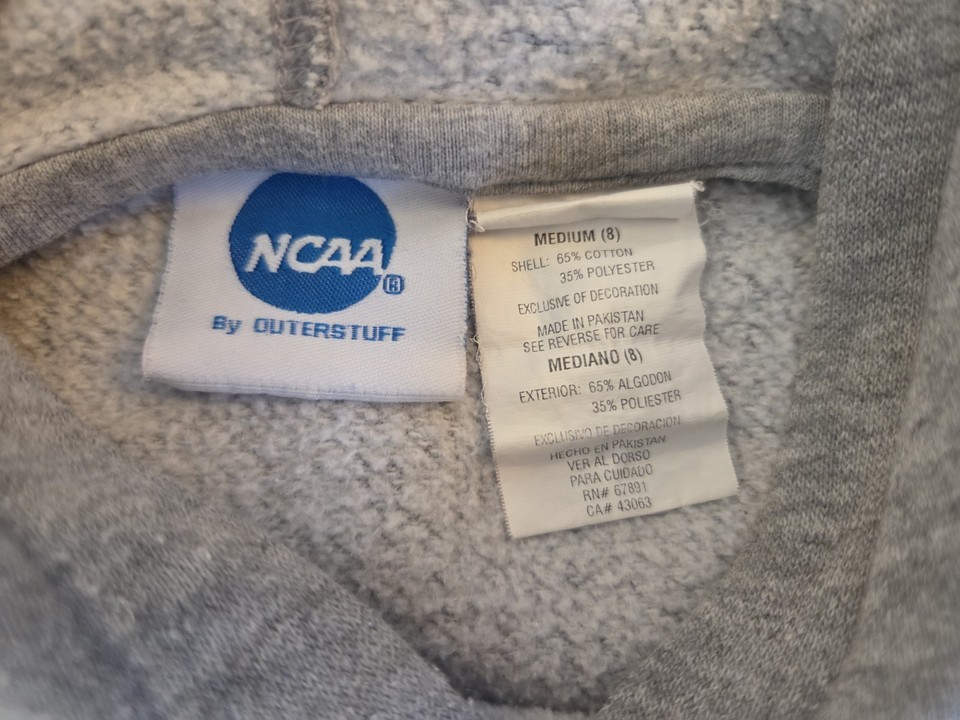 NCAA®
By OUTERSTUFF
MEDIUM (8)
SHELL: 65% COTTON
35% POLYESTER
EXCLUSIVE OF DECORATION
MADE IN PAKISTAN
SEE REVERSE FOR CARE
MEDIANO (8)
EXTERIOR: 65% ALGODON
35% POLIESTER
EXCLUSIVO DE DECORACION
HECHO EN PAKISTAN
VER AL DORSO
PARA CUIDADO
RN# 67891
CA# 43063